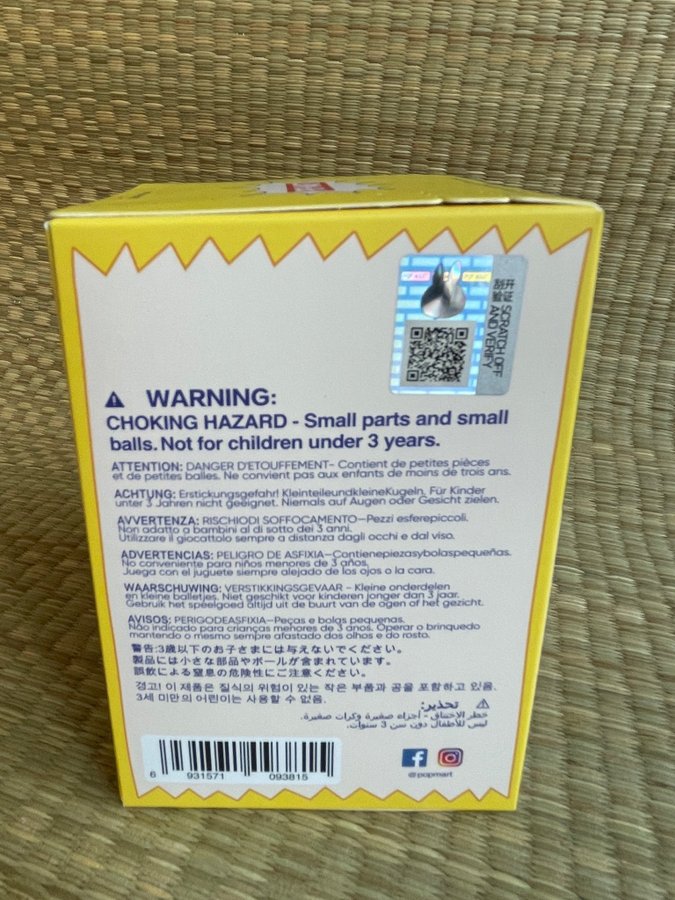 刮开
验证
SCRATCH OFF
AND VERIFY
WARNING:
CHOKING HAZARD - Small parts and small
balls. Not for children under 3 years.
ATTENTION: DANGER D'ETOUFFEMENT- Contient de petites pièces
et de petites balles. Ne convient pas aux enfants de moins de trois ans.
ACHTUNG: Erstickungsgefahr! KleinteileundkleineKugeln, Für Kinder
unter 3 Jahren nicht geeignet. Niemals auf Augen oder Gesicht zielen.
AVVERTENZA: RISCHIODI SOFFOCAMENTO—Pezzi esferepiccoli.
Non adatto a bambini al di sotto dei 3 anni.
Utilizzare il giocattolo sempre a distanza dagli occhi e dal viso.
ADVERTENCIAS: PELIGRO DE ASFIXIA—Contienepiezasybolaspequeñas.
No conveniente para niños menores de 3 años.
Juega con el juguete siempre alejado de los ojos o la cara.
WAARSCHUWING: VERSTIKKINGSGEVAAR - Kleine onderdelen
en kleine balletjes. Niet geschikt voor kinderen jonger dan 3 jaar.
Gebruik het speelgoed altijd uit de buurt van de ogen of het gezicht.
AVISOS: PERIGODEASFIXIA—Peças e bolas pequenas.
Não indicado para crianças menores de 3 anos. Operar o brinquedo
mantendo o mesmo sempre afastado dos olhos e do rosto.
警告:3歳以下のお子さまには与えないでください。
製品には小さな部品やボールが含まれています。
誤飲による窒息の危険性にご注意ください。
경고! 이 제품은 질식의 위험이 있는 작은 부품과 공을 포함하고 있음.
3세 미만의 어린이는 사용할 수 없음.
تحذير:
خطر الاختناق - أجزاء صغيرة وكرات صغيرة.
ليس للأطفال دون سن 3 سنوات.
6 931571 093815
@popmart